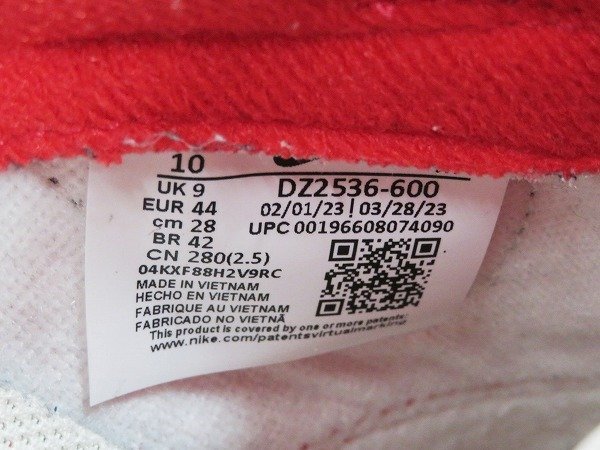 10
UK 9
DZ2536-600
EUR 44
02/01/23 | 03/28/23
cm 28
UPC 00196608074090
BR 42
CN 280(2.5)
04KXF88H2V9RC
MADE IN VIETNAM
HECHO EN VIETNAM
FABRIQUE AU VIETNAM
FABRICADO NO VIETNÃ
This product is covered by one or more patents:
www.nike.com/patentsvirtualmarking